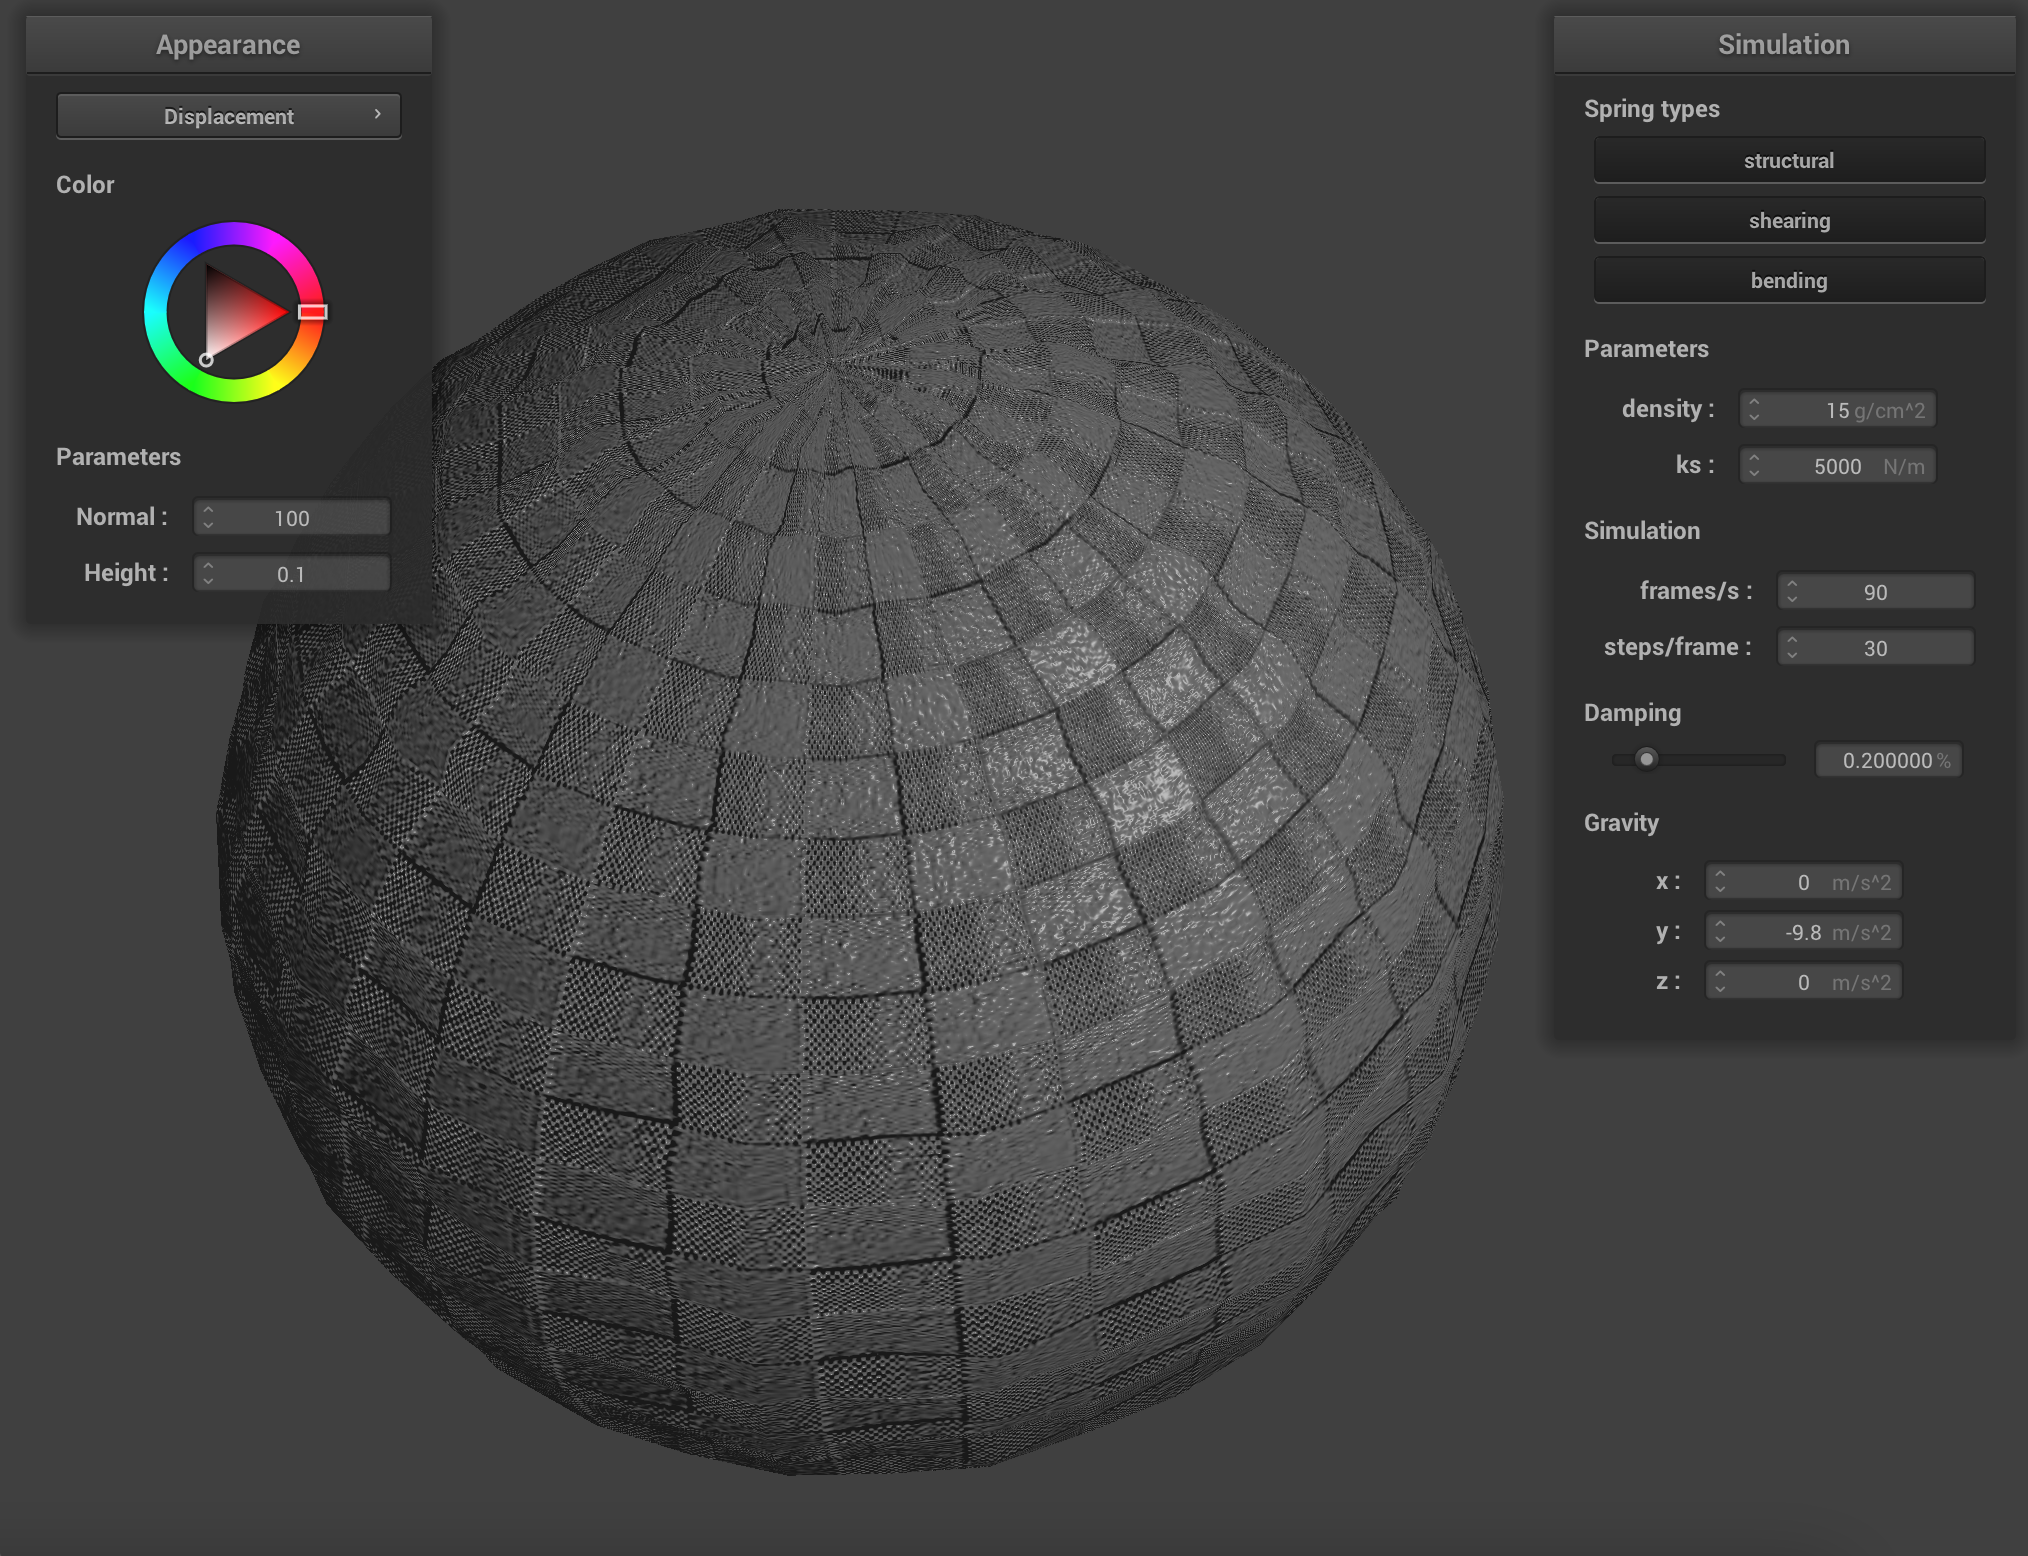 Appearance
Displacement
Color
Parameters
Normal : 100
Height : 0.1
Simulation
Spring types
structural
shearing
bending
Parameters
density : 15 g/cm^2
ks : 5000 N/m
Simulation
frames/s : 90
steps/frame : 30
Damping
0.200000 %
Gravity
x : 0 m/s^2
y : -9.8 m/s^2
z : 0 m/s^2